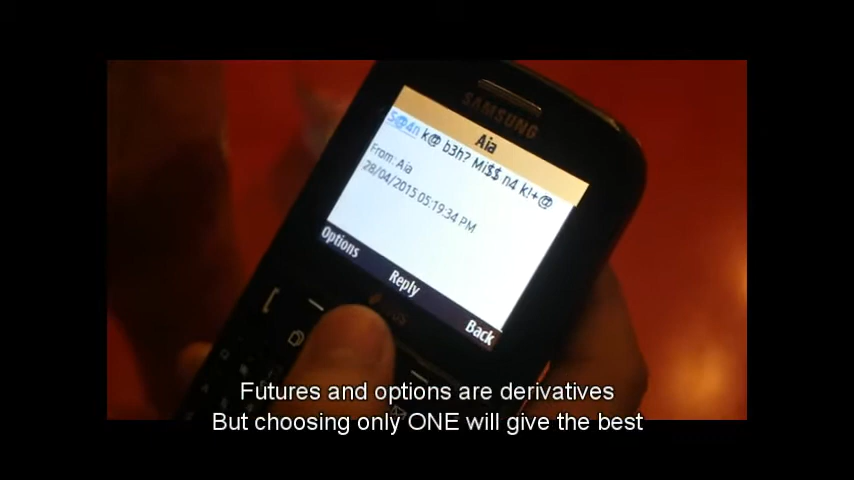 SAMSUNG
Aia
S@4n k@ b3h? Mi$$ n4 k!+@
From: Aia
28/04/2015 05:19:34 PM
Options
Reply
Back
Futures and options are derivatives
But choosing only ONE will give the best